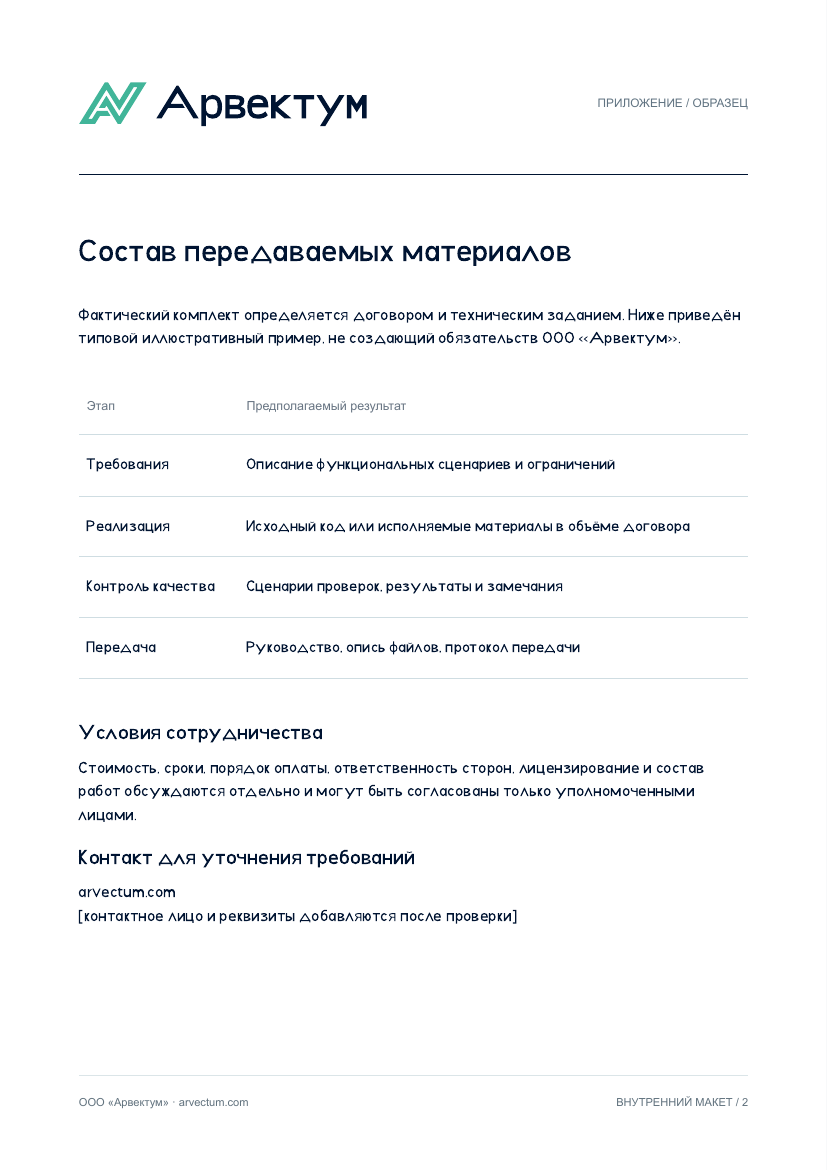 Арвектум
ПРИЛОЖЕНИЕ / ОБРАЗЕЦ
Состав передаваемых материалов
Фактический комплект определяется договором и техническим заданием. Ниже приведён
типовой иллюстративный пример, не создающий обязательств ООО «Арвектум».
Этап Предполагаемый результат
Требования Описание функциональных сценариев и ограничений
Реализация Исходный код или исполняемые материалы в объёме договора
Контроль качества Сценарии проверок, результаты и замечания
Передача Руководство, опись файлов, протокол передачи
Условия сотрудничества
Стоимость, сроки, порядок оплаты, ответственность сторон, лицензирование и состав
работ обсуждаются отдельно и могут быть согласованы только уполномоченными
лицами.
Контакт для уточнения требований
arvectum.com
[контактное лицо и реквизиты добавляются после проверки]
ООО «Арвектум» · arvectum.com
ВНУТРЕННИЙ МАКЕТ / 2